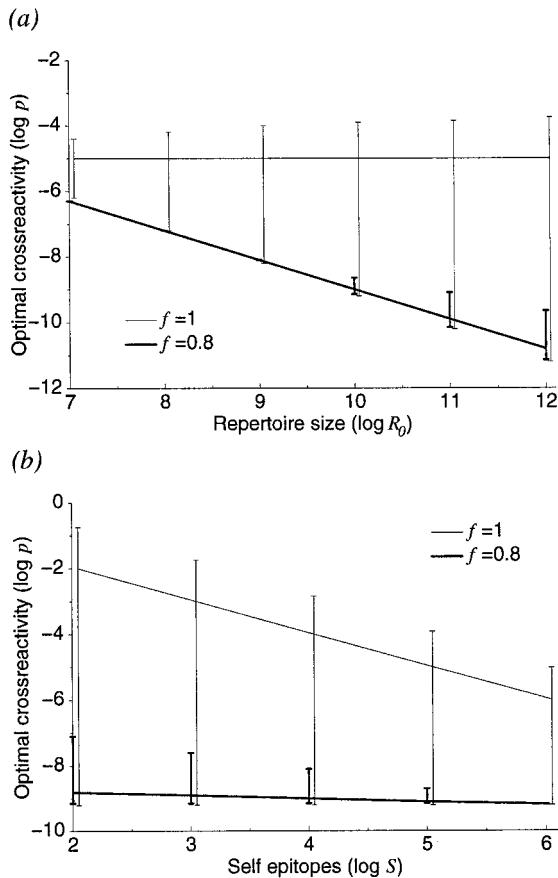 (a)
Optimal crossreactivity (log p)
−2
−4
−6
−8
−10
−12
f =1
f =0.8
7 8 9 10 11 12
Repertoire size (log R0)
(b)
Optimal crossreactivity (log p)
0
−2
−4
−6
−8
−10
f =1
f =0.8
2 3 4 5 6
Self epitopes (log S)